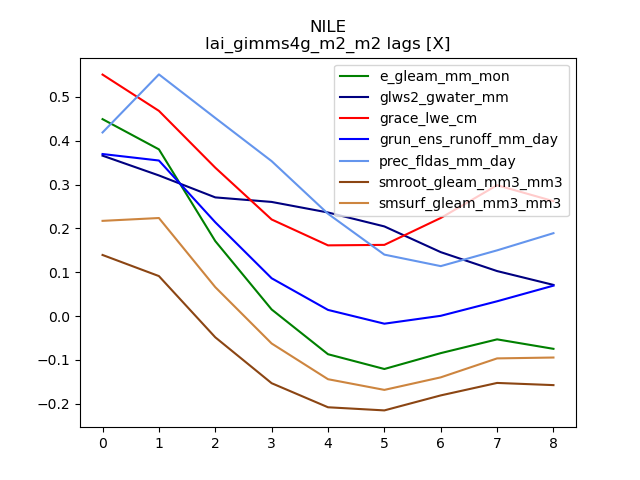 NILE
lai_gimms4g_m2_m2 lags [X]
e_gleam_mm_mon
glws2_gwater_mm
grace_lwe_cm
grun_ens_runoff_mm_day
prec_fldas_mm_day
smroot_gleam_mm3_mm3
smsurf_gleam_mm3_mm3
0.5
0.4
0.3
0.2
0.1
0.0
−0.1
−0.2
0 1 2 3 4 5 6 7 8